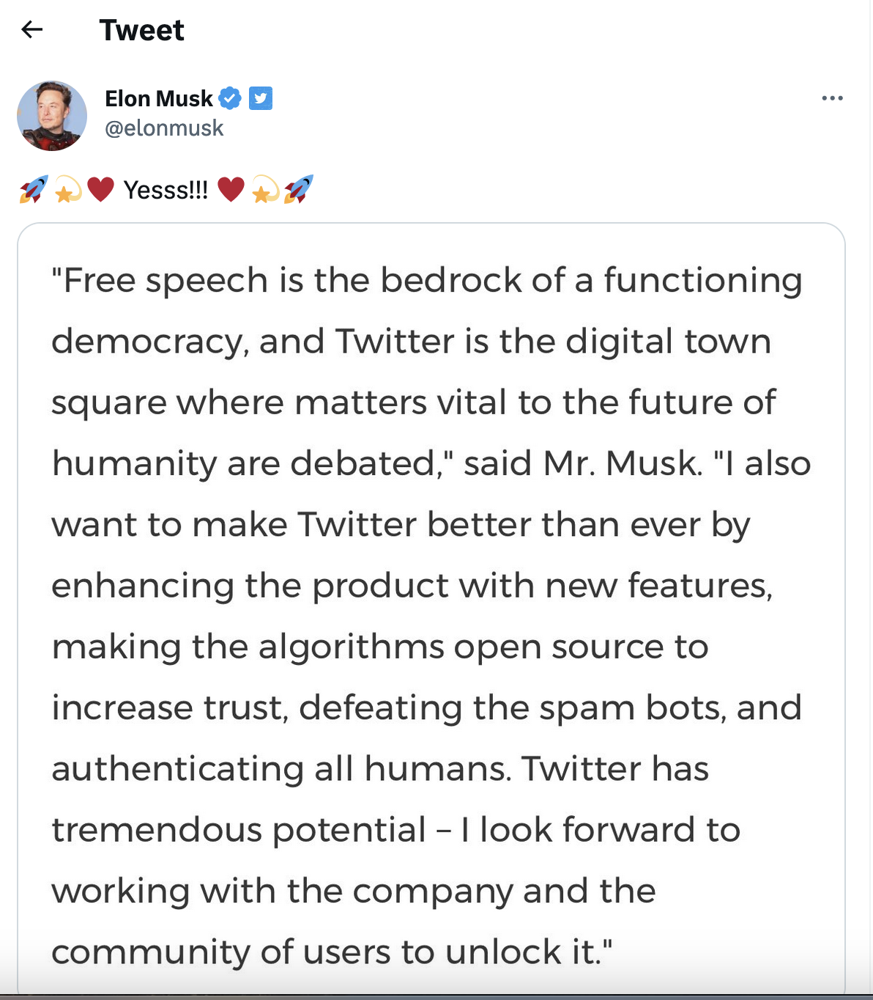 Tweet
Elon Musk
@elonmusk
🚀💫♥️ Yesss!!! ♥️💫🚀
"Free speech is the bedrock of a functioning
democracy, and Twitter is the digital town
square where matters vital to the future of
humanity are debated," said Mr. Musk. "I also
want to make Twitter better than ever by
enhancing the product with new features,
making the algorithms open source to
increase trust, defeating the spam bots, and
authenticating all humans. Twitter has
tremendous potential – I look forward to
working with the company and the
community of users to unlock it."